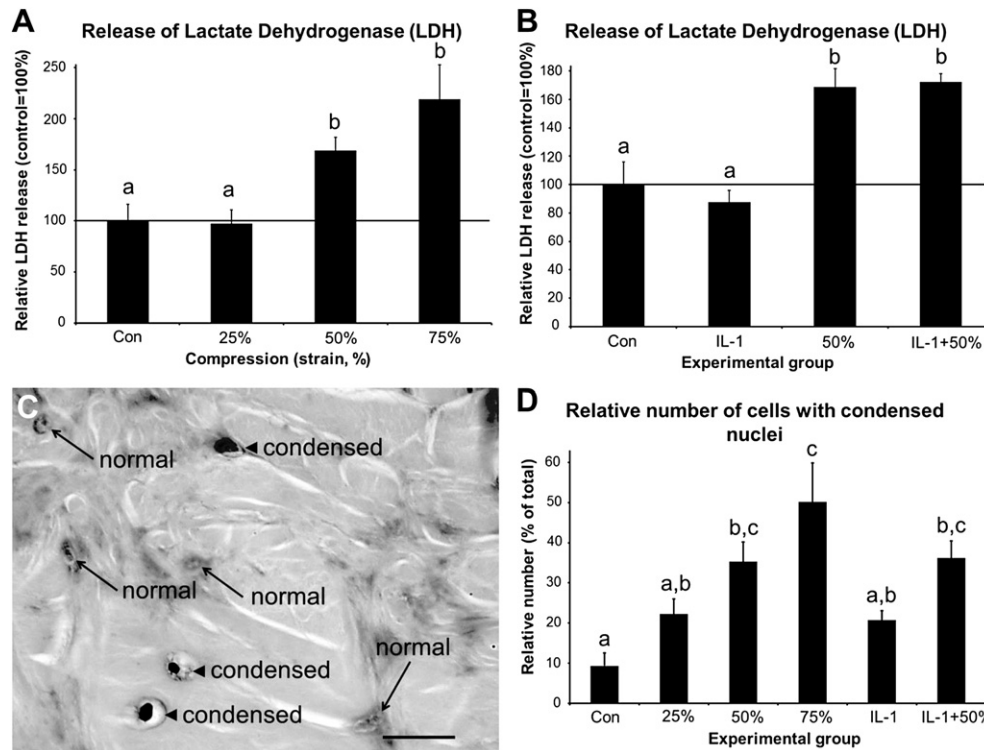 A
Release of Lactate Dehydrogenase (LDH)
Relative LDH release (control=100%)
250
200
150
100
50
0
a
a
b
b
Con
25%
50%
75%
Compression (strain, %)
B
Release of Lactate Dehydrogenase (LDH)
Relative LDH release (control=100%)
180
160
140
120
100
80
60
40
20
0
a
a
b
b
Con
IL-1
50%
IL-1+50%
Experimental group
C
normal
condensed
normal
normal
normal
condensed
condensed
D
Relative number of cells with condensed
nuclei
Relative number (% of total)
60
50
40
30
20
10
0
a
a,b
b,c
c
a,b
b,c
Con
25%
50%
75%
IL-1
IL-1+50%
Experimental group